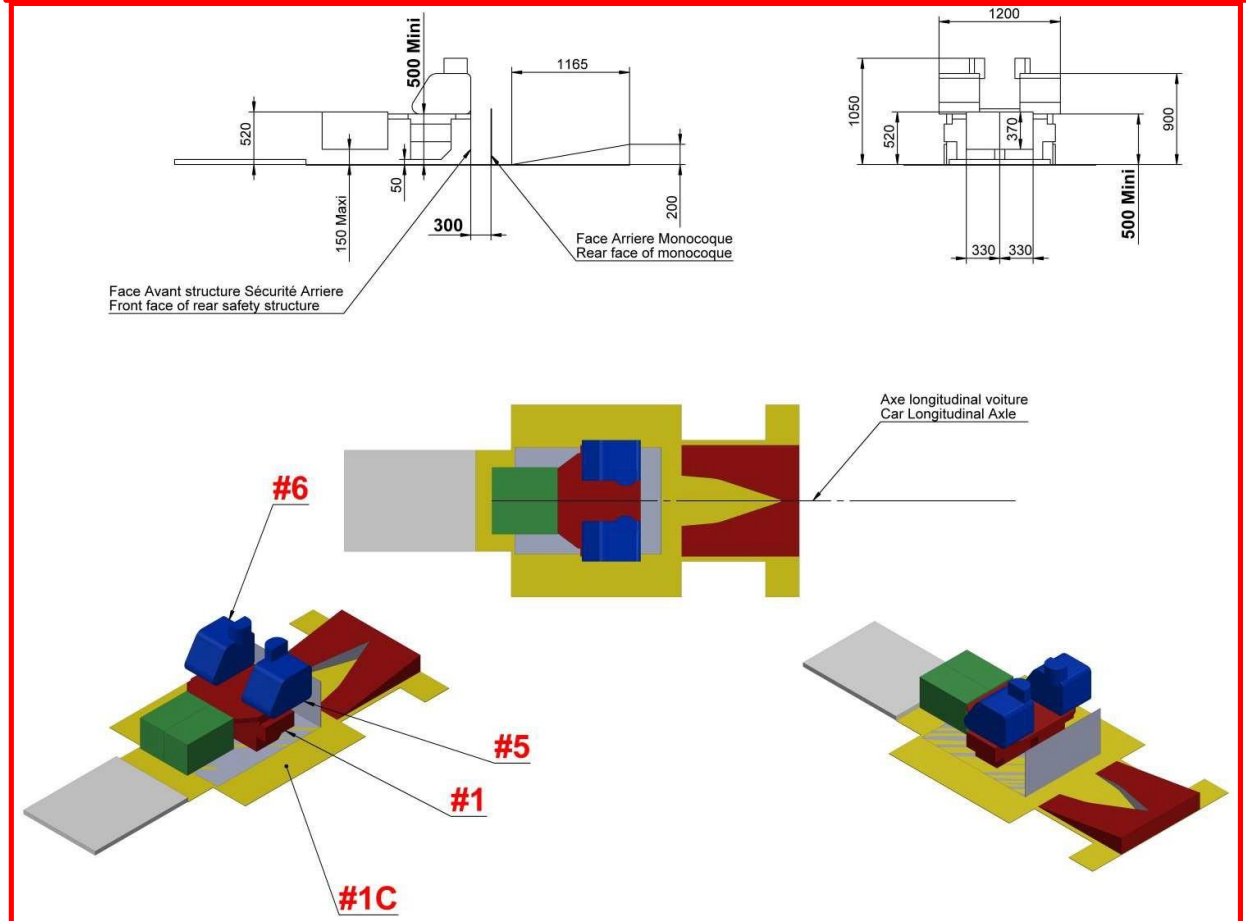 500 Mini
1165
520
150 Maxi
50
300
200
Face Arriere Monocoque
Rear face of monocoque
Face Avant structure Sécurité Arriere
Front face of rear safety structure
1200
1050
520
370
900
500 Mini
330
330
Axe longitudinal voiture
Car Longitudinal Axle
#6
#5
#1
#1C